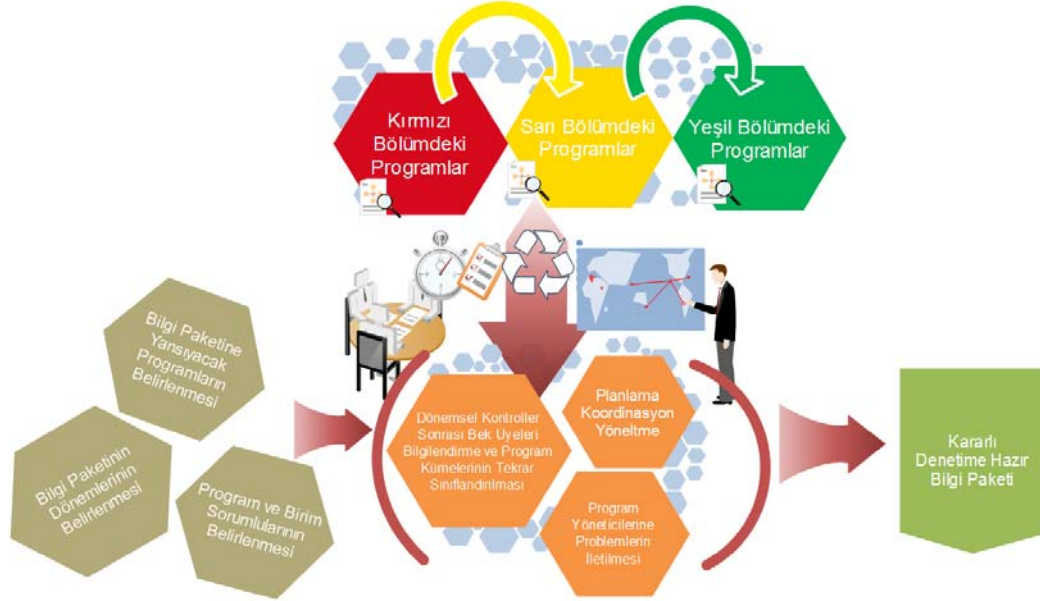 Kırmızı
Bölümdeki
Programlar
Sarı Bölümdeki
Programlar
Yeşil Bölümdeki
Programlar
Bilgi Paketine
Yansıyacak
Programların
Belirlenmesi
Bilgi Paketinin
Dönemlerinin
Belirlenmesi
Program ve Birim
Sorumlularının
Belirlenmesi
Dönemsel Kontroller
Sonrası Bek Üyeleri
Bilgilendirme ve Program
Kümelerinin Tekrar
Sınıflandırılması
Planlama
Koordinasyon
Yöneltme
Program
Yöneticilerine
Problemlerin
İletilmesi
Kararlı
Denetime Hazır
Bilgi Paketi